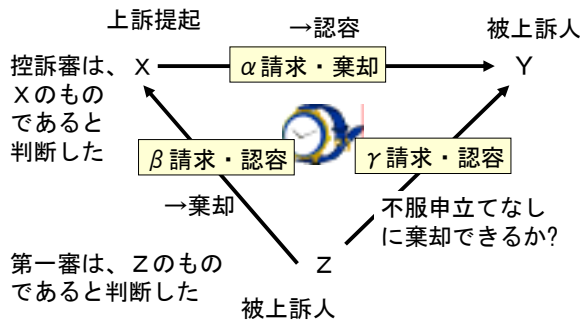 上訴提起
→認容
被上訴人
控訴審は、
Xのもの
であると
判断した
X
α請求・棄却
Y
β請求・認容
γ請求・認容
→棄却
不服申立てなし
に棄却できるか?
第一審は、Zのもの
であると判断した
Z
被上訴人